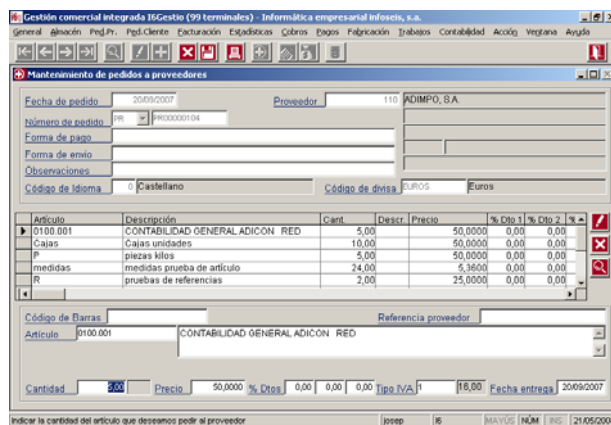 Gestión comercial integrada I6Gestio (99 terminales) - Informática empresarial infoseis, s.a.
General Almacén Ped.Pr. Ped.Cliente Facturación Estadísticas Cobros Pagos Fabricación Trabajos Contabilidad Acción Ventana Ayuda
Mantenimiento de pedidos a proveedores
Fecha de pedido 20/09/2007 Proveedor 110 ADIMPO, S.A.
Número de pedido PR PR00000104
Forma de pago
Forma de envio
Observaciones
Código de Idioma 0 Castellano Código de divisa EUROS Euros
Artículo Descripción Cant. Descr. Precio % Dto 1 % Dto 2 %
0100.001 CONTABILIDAD GENERAL ADICON RED 5,00 50,0000 0,00 0,00
Cajas Cajas unidades 10,00 50,0000 0,00 0,00
P piezas kilos 5,00 50,0000 0,00 0,00
medidas medidas prueba de artículo 24,00 5,3600 0,00 0,00
R pruebas de referencias 2,00 25,0000 0,00 0,00
Código de Barras Referencia proveedor
Artículo 0100.001 CONTABILIDAD GENERAL ADICON RED
Cantidad 5,00 Precio 50,0000 % Dtos 0,00 0,00 0,00 Tipo IVA 1 16,00 Fecha entrega 20/09/2007
Indicar la cantidad del artículo que deseamos pedir al proveedor josep I6 MAYÚS NÚM INS 21/05/200